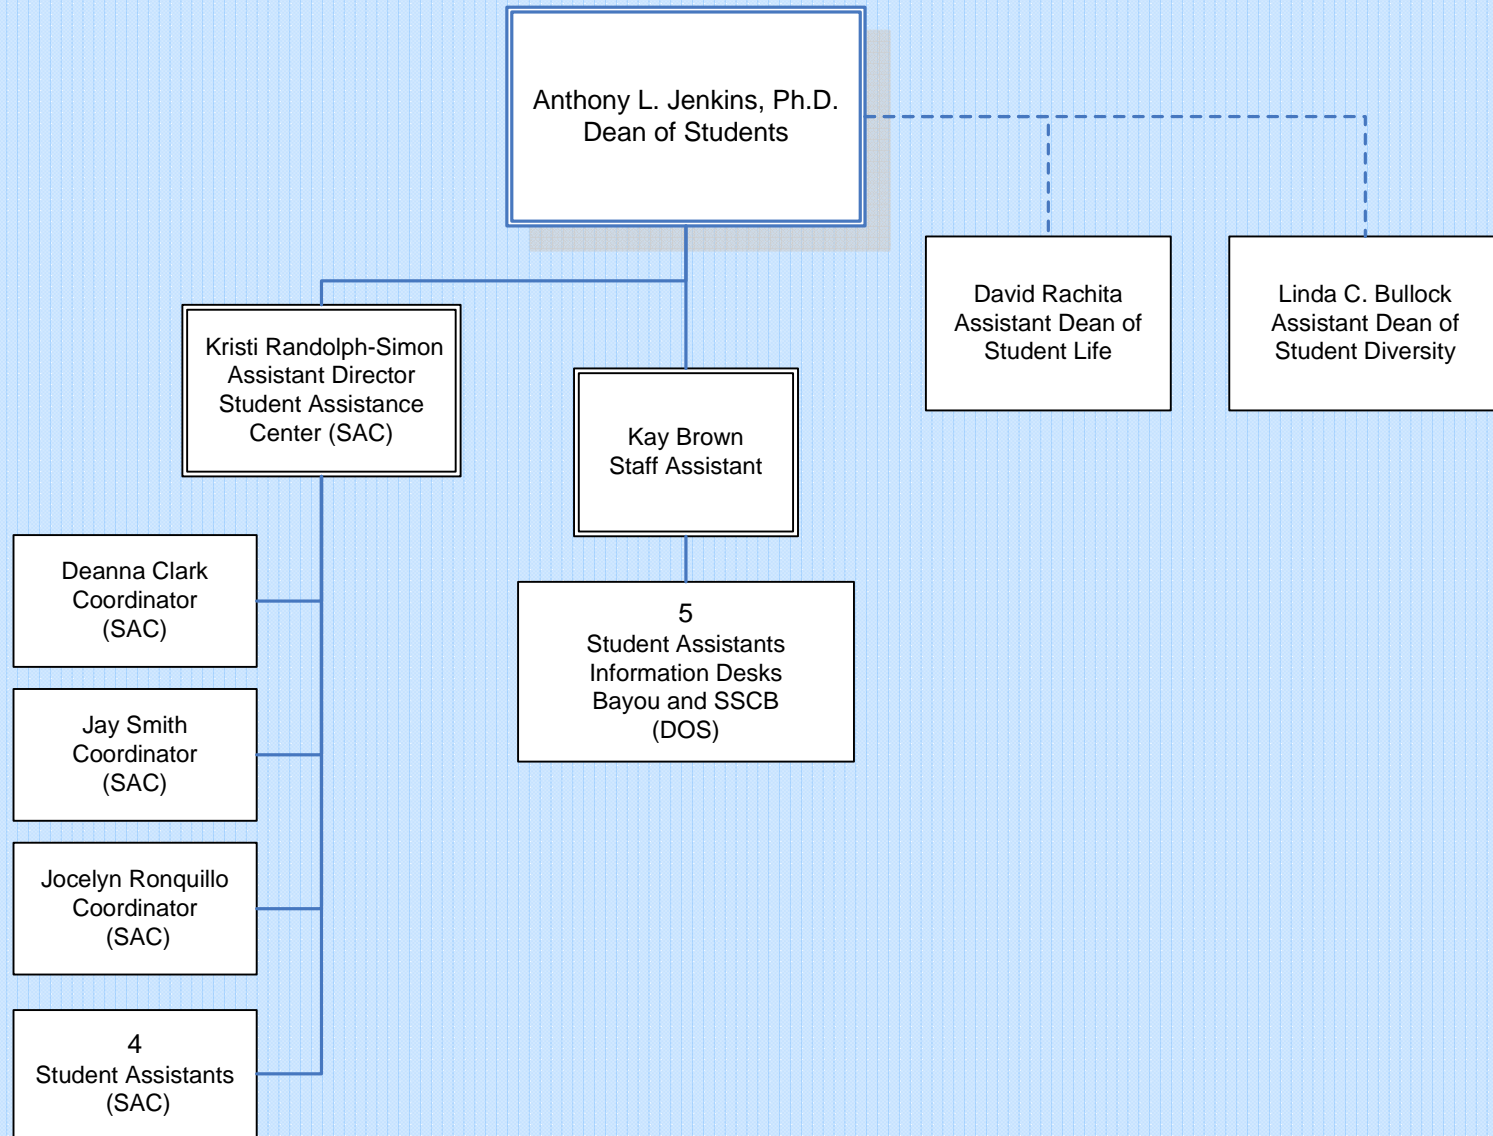 Anthony L. Jenkins, Ph.D.
Dean of Students
David Rachita
Assistant Dean of
Student Life
Linda C. Bullock
Assistant Dean of
Student Diversity
Kristi Randolph-Simon
Assistant Director
Student Assistance
Center (SAC)
Kay Brown
Staff Assistant
Deanna Clark
Coordinator
(SAC)
Jay Smith
Coordinator
(SAC)
Jocelyn Ronquillo
Coordinator
(SAC)
4
Student Assistants
(SAC)
5
Student Assistants
Information Desks
Bayou and SSCB
(DOS)